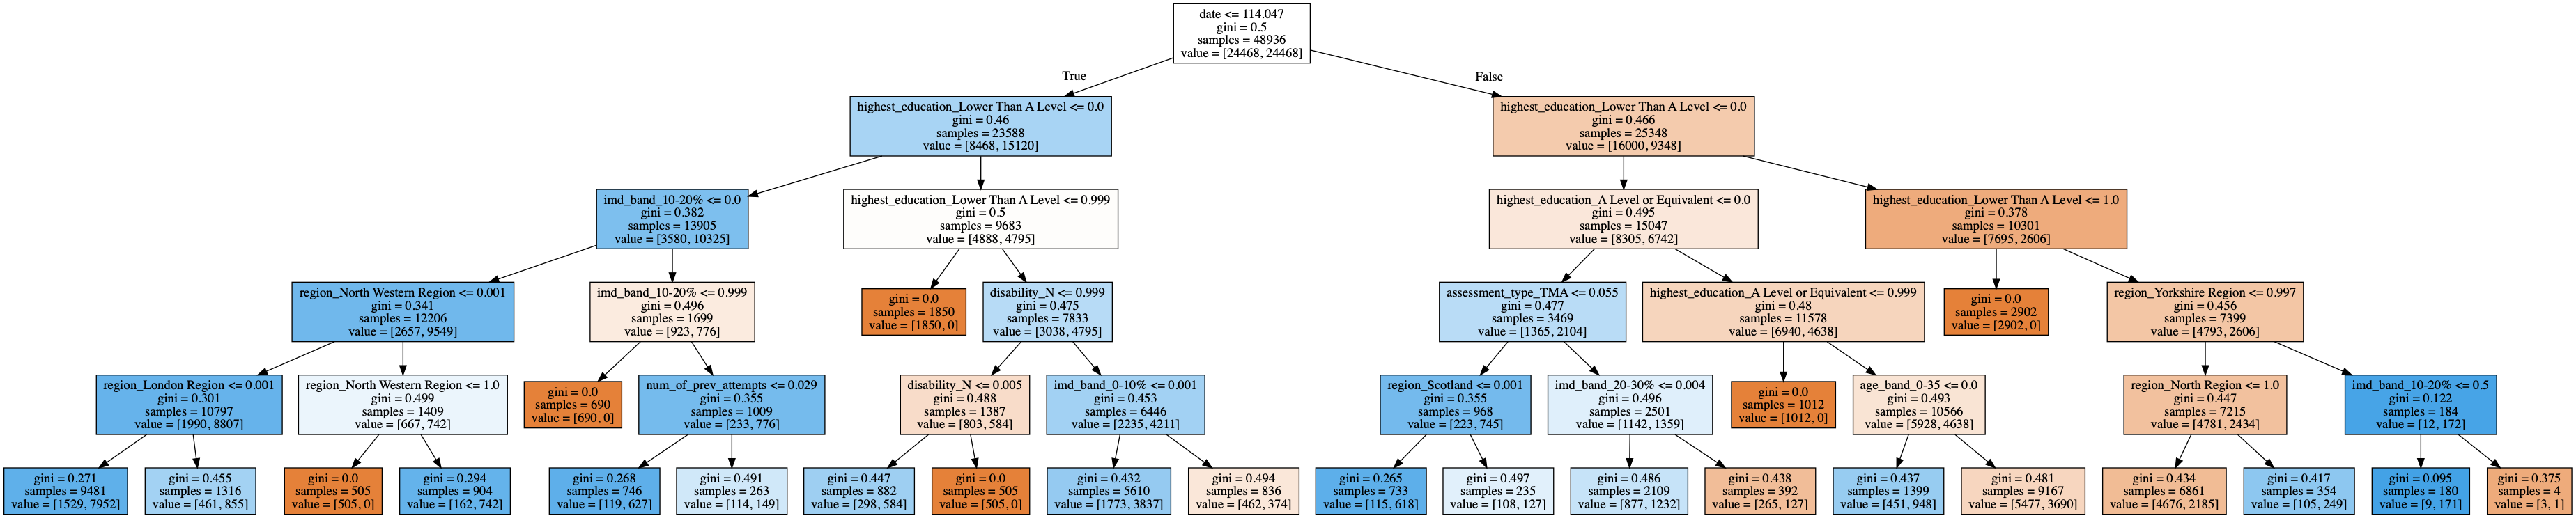 date <= 114.047
gini = 0.5
samples = 48936
value = [24468, 24468]
True
False
highest_education_Lower Than A Level <= 0.0
gini = 0.46
samples = 23588
value = [8468, 15120]
highest_education_Lower Than A Level <= 0.0
gini = 0.466
samples = 25348
value = [16000, 9348]
imd_band_10-20% <= 0.0
gini = 0.382
samples = 13905
value = [3580, 10325]
highest_education_Lower Than A Level <= 0.999
gini = 0.5
samples = 9683
value = [4888, 4795]
highest_education_A Level or Equivalent <= 0.0
gini = 0.495
samples = 15047
value = [8305, 6742]
highest_education_Lower Than A Level <= 1.0
gini = 0.378
samples = 10301
value = [7695, 2606]
region_North Western Region <= 0.001
gini = 0.341
samples = 12206
value = [2657, 9549]
imd_band_10-20% <= 0.999
gini = 0.496
samples = 1699
value = [923, 776]
gini = 0.0
samples = 1850
value = [1850, 0]
disability_N <= 0.999
gini = 0.475
samples = 7833
value = [3038, 4795]
assessment_type_TMA <= 0.055
gini = 0.477
samples = 3469
value = [1365, 2104]
highest_education_A Level or Equivalent <= 0.999
gini = 0.48
samples = 11578
value = [6940, 4638]
gini = 0.0
samples = 2902
value = [2902, 0]
region_Yorkshire Region <= 0.997
gini = 0.456
samples = 7399
value = [4793, 2606]
region_London Region <= 0.001
gini = 0.301
samples = 10797
value = [1990, 8807]
region_North Western Region <= 1.0
gini = 0.499
samples = 1409
value = [667, 742]
gini = 0.0
samples = 690
value = [690, 0]
num_of_prev_attempts <= 0.029
gini = 0.355
samples = 1009
value = [233, 776]
disability_N <= 0.005
gini = 0.488
samples = 1387
value = [803, 584]
imd_band_0-10% <= 0.001
gini = 0.453
samples = 6446
value = [2235, 4211]
region_Scotland <= 0.001
gini = 0.355
samples = 968
value = [223, 745]
imd_band_20-30% <= 0.004
gini = 0.496
samples = 2501
value = [1142, 1359]
gini = 0.0
samples = 1012
value = [1012, 0]
age_band_0-35 <= 0.0
gini = 0.493
samples = 10566
value = [5928, 4638]
region_North Region <= 1.0
gini = 0.447
samples = 7215
value = [4781, 2434]
imd_band_10-20% <= 0.5
gini = 0.122
samples = 184
value = [12, 172]
gini = 0.271
samples = 9481
value = [1529, 7952]
gini = 0.455
samples = 1316
value = [461, 855]
gini = 0.0
samples = 505
value = [505, 0]
gini = 0.294
samples = 904
value = [162, 742]
gini = 0.268
samples = 746
value = [119, 627]
gini = 0.491
samples = 263
value = [114, 149]
gini = 0.447
samples = 882
value = [298, 584]
gini = 0.0
samples = 505
value = [505, 0]
gini = 0.432
samples = 5610
value = [1773, 3837]
gini = 0.494
samples = 836
value = [462, 374]
gini = 0.265
samples = 733
value = [115, 618]
gini = 0.497
samples = 235
value = [108, 127]
gini = 0.486
samples = 2109
value = [877, 1232]
gini = 0.438
samples = 392
value = [265, 127]
gini = 0.437
samples = 1399
value = [451, 948]
gini = 0.481
samples = 9167
value = [5477, 3690]
gini = 0.434
samples = 6861
value = [4676, 2185]
gini = 0.417
samples = 354
value = [105, 249]
gini = 0.095
samples = 180
value = [9, 171]
gini = 0.375
samples = 4
value = [3, 1]